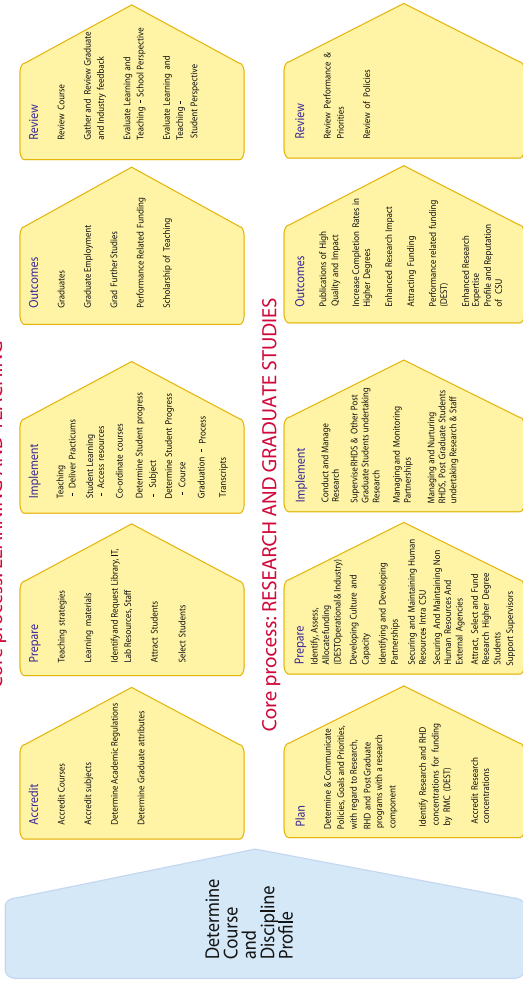 Core process: LEARNING AND TEACHING
Determine
Course
and
Discipline
Profile
Accredit
Accredit Courses
Accredit subjects
Determine Academic Regulations
Determine Graduate attributes
Prepare
Teaching strategies
Learning materials
Identify and Request Library, IT,
Lab Resources, Staff
Attract Students
Select Students
Implement
Teaching
- Deliver Practicums
Student Learning
- Access resources
Co-ordinate courses
Determine Student progress
- Subject
Determine Student Progress
- Course
Graduation - Process
Transcripts
Outcomes
Graduates
Graduate Employment
Grad Further Studies
Performance Related Funding
Scholarship of Teaching
Review
Review Course
Gather and Review Graduate
and Industry feedback
Evaluate Learning and
Teaching – School Perspective
Evaluate Learning and
Teaching –
Student Perspective
Core process: RESEARCH AND GRADUATE STUDIES
Plan
Determine & Communicate
Policies, Goals and Priorities,
with regard to Research,
RHD and Post Graduate
programs with a research
component
Identify Research and RHD
concentrations for funding
by RMC (DEST)
Accredit Research
concentrations
Prepare
Identify, Assess,
Allocate funding
(DEST Operational & Industry)
Developing Culture and
Capacity
Identifying and Developing
Partnerships
Securing and Maintaining Human
Resources Intra CSU
Securing And Maintaining Non
Human Resources And
External Agencies
Attract, Select and Fund
Research Higher Degree
Students
Support Supervisors
Implement
Conduct and Manage
Research
Supervise RHDS & Other Post
Graduate Students undertaking
Research
Managing and Monitoring
Partnerships
Managing and Nurturing
RHDS, Post Graduate Students
undertaking Research & Staff
Outcomes
Publications of High
Quality and Impact
Increase Completion Rates in
Higher Degrees
Enhanced Research Impact
Attracting Funding
Performance related funding
(DEST)
Enhanced Research
Expertise
Profile and Reputation
of CSU
Review
Review Performance &
Priorities
Review of Policies